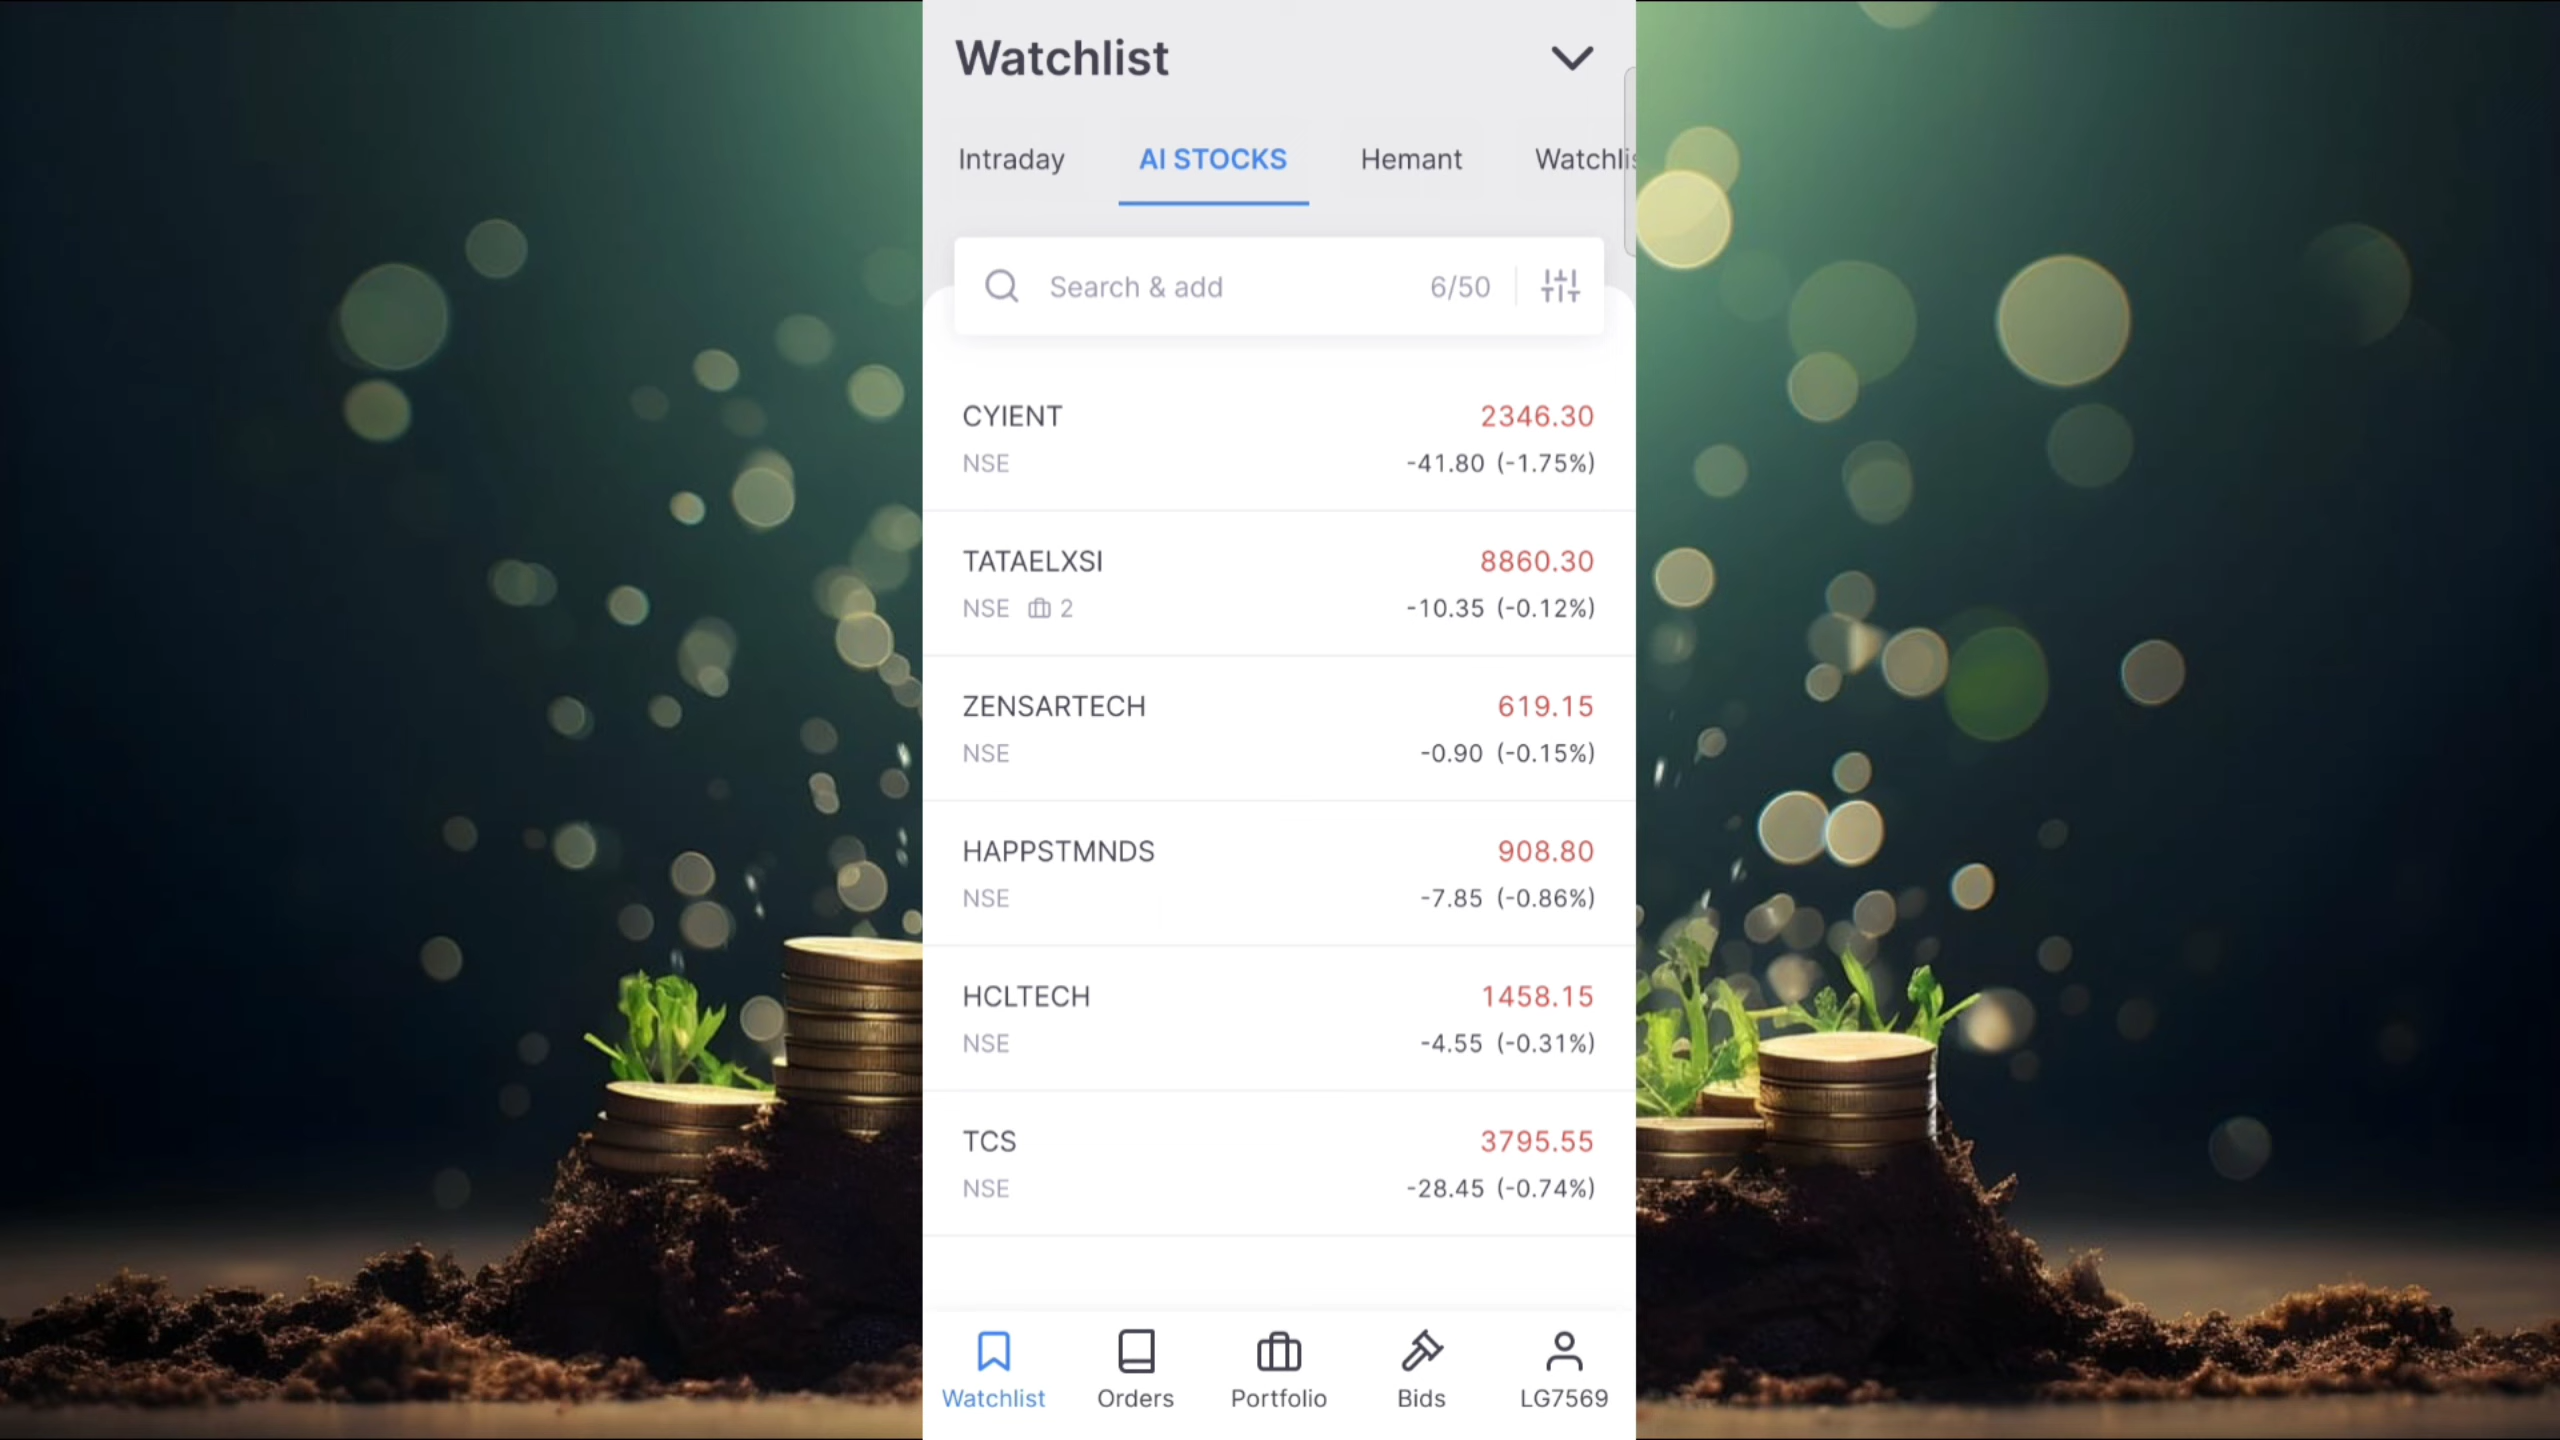 Watchlist
Intraday AI STOCKS Hemant Watchlis
Search & add 6/50
CYIENT 2346.30
NSE -41.80 (-1.75%)
TATAELXSI 8860.30
NSE 2 -10.35 (-0.12%)
ZENSARTECH 619.15
NSE -0.90 (-0.15%)
HAPPSTMNDS 908.80
NSE -7.85 (-0.86%)
HCLTECH 1458.15
NSE -4.55 (-0.31%)
TCS 3795.55
NSE -28.45 (-0.74%)
Watchlist Orders Portfolio Bids LG7569